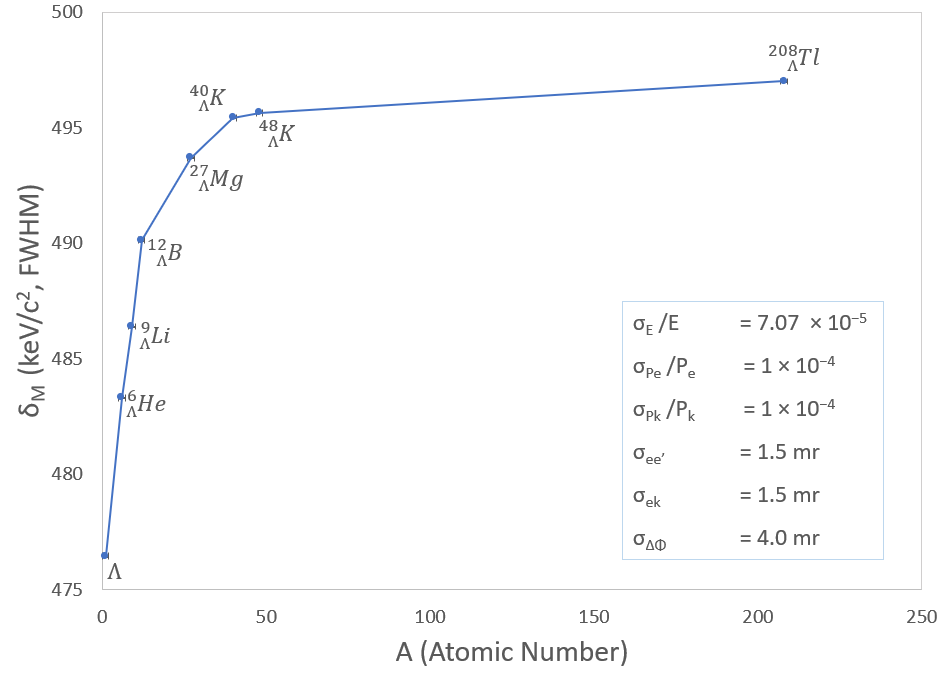 500
495
490
485
480
475
δM (keV/c², FWHM)
Λ
⁶ΛHe
⁹ΛLi
¹²ΛB
²⁷ΛMg
⁴⁰ΛK
⁴⁸ΛK
²⁰⁸ΛTl
σE /E = 7.07 × 10⁻⁵
σPe /Pe = 1 × 10⁻⁴
σPk /Pk = 1 × 10⁻⁴
σee’ = 1.5 mr
σek = 1.5 mr
σΔΦ = 4.0 mr
0 50 100 150 200 250
A (Atomic Number)